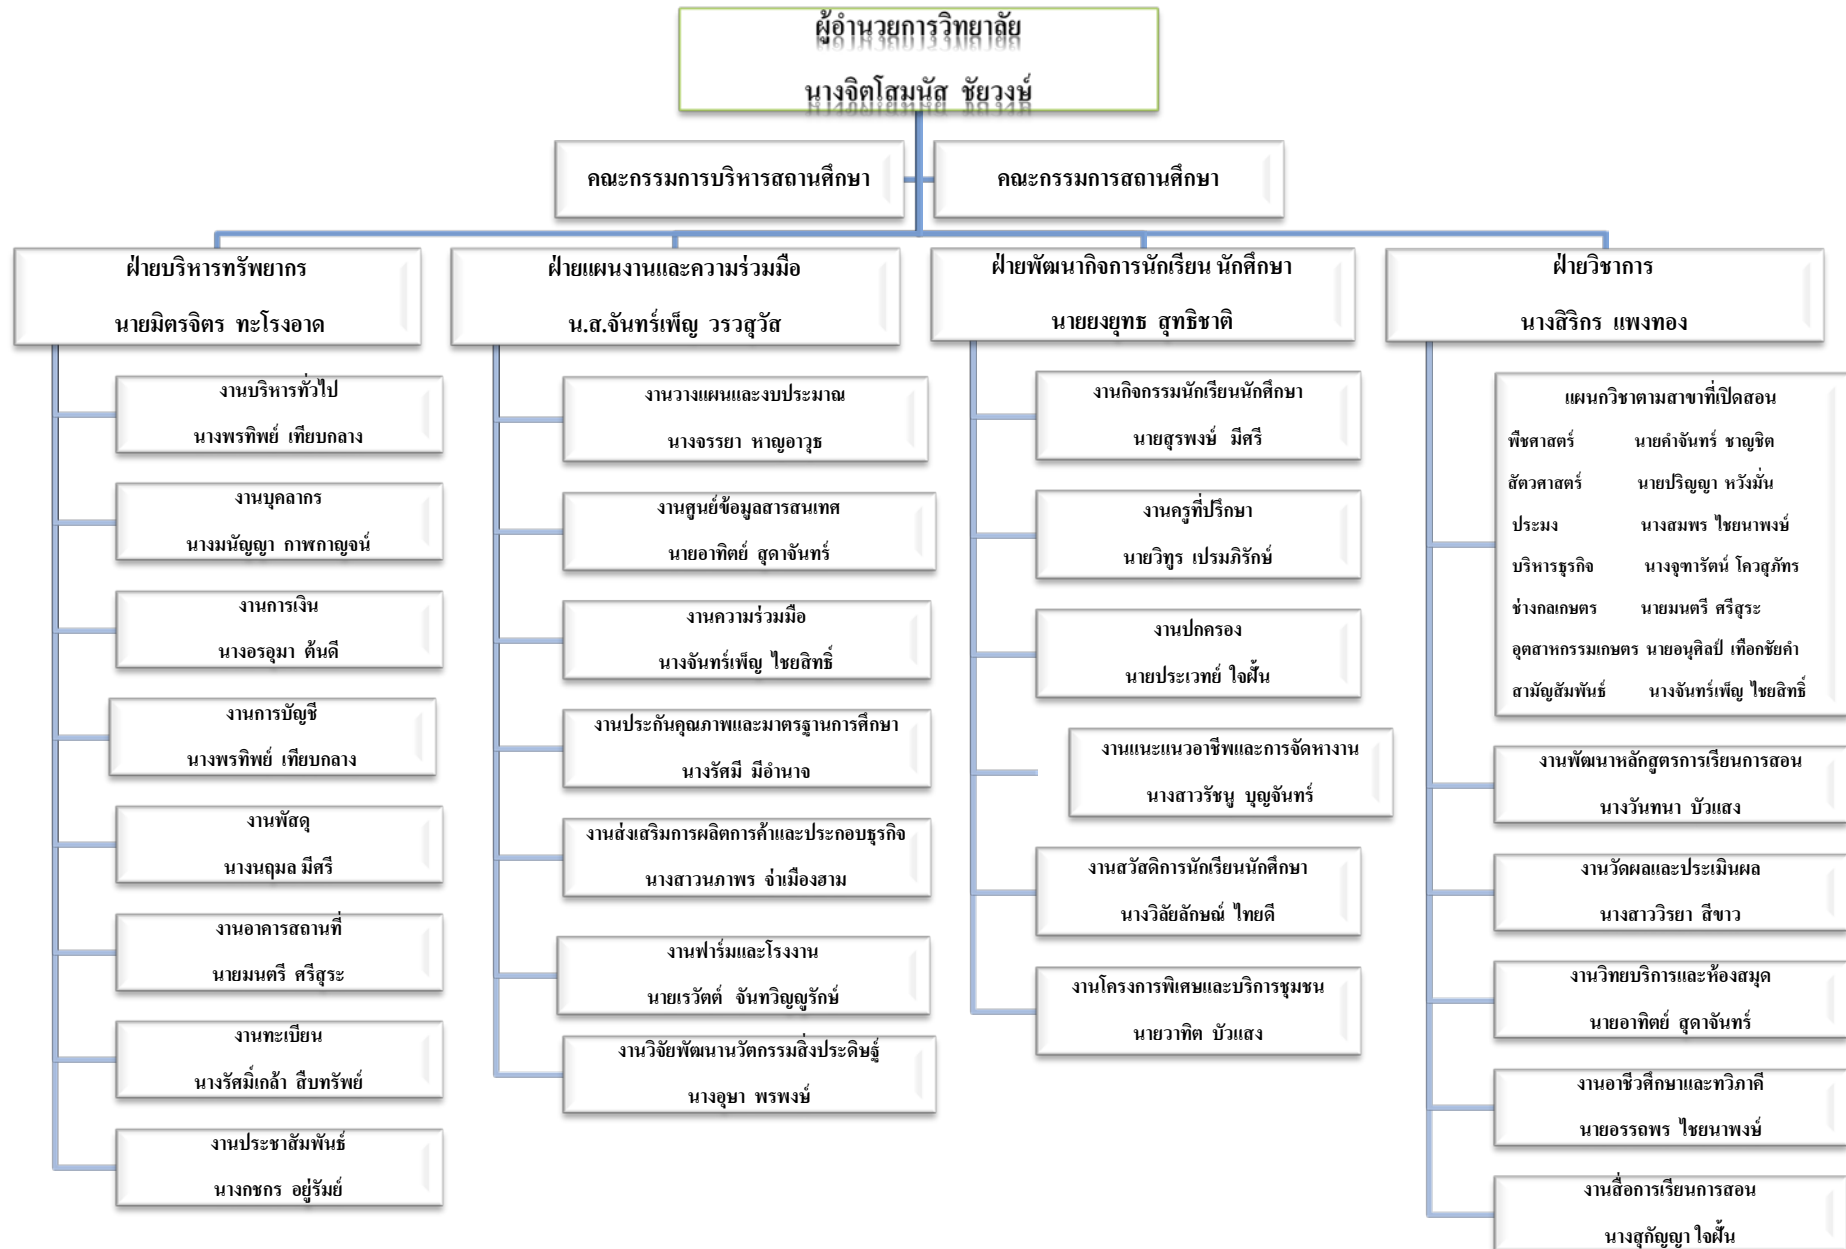 ผู้อำนวยการวิทยาลัย
นางจิตโสมนัส ชัยวงษ์
คณะกรรมการบริหารสถานศึกษา
คณะกรรมการสถานศึกษา
ฝ่ายบริหารทรัพยากร
นายมิตรจิตร ทะโรงอาด
งานบริหารทั่วไป
นางพรทิพย์ เทียบกลาง
งานบุคลากร
นางมนัญญา กาฬกาญจน์
งานการเงิน
นางอรอุมา ต้นดี
งานการบัญชี
นางพรทิพย์ เทียบกลาง
งานพัสดุ
นางนฤมล มีศรี
งานอาคารสถานที่
นายมนตรี ศรีสุระ
งานทะเบียน
นางรัศมิ์เกล้า สืบทรัพย์
งานประชาสัมพันธ์
นางกชกร อยู่รัมย์
ฝ่ายแผนงานและความร่วมมือ
น.ส.จันทร์เพ็ญ วรวสุวัส
งานวางแผนและงบประมาณ
นางจรรยา หาญอาวุธ
งานศูนย์ข้อมูลสารสนเทศ
นายอาทิตย์ สุดาจันทร์
งานความร่วมมือ
นางจันทร์เพ็ญ ไชยสิทธิ์
งานประกันคุณภาพและมาตรฐานการศึกษา
นางรัศมี มีอำนาจ
งานส่งเสริมการผลิตการค้าและประกอบธุรกิจ
นางสาวนภาพร จ่าเมืองฮาม
งานฟาร์มและโรงงาน
นายเรวัตต์ จันทวิญญูรักษ์
งานวิจัยพัฒนานวัตกรรมสิ่งประดิษฐ์
นางอุษา พรพงษ์
ฝ่ายพัฒนากิจการนักเรียน นักศึกษา
นายยงยุทธ สุทธิชาติ
งานกิจกรรมนักเรียนนักศึกษา
นายสุรพงษ์ มีศรี
งานครูที่ปรึกษา
นายวิทูร เปรมภิรักษ์
งานปกครอง
นายประเวทย์ ใจฝั้น
งานแนะแนวอาชีพและการจัดหางาน
นางสาวรัชนู บุญจันทร์
งานสวัสดิการนักเรียนนักศึกษา
นางวิลัยลักษณ์ ไทยดี
งานโครงการพิเศษและบริการชุมชน
นายวาทิต บัวแสง
ฝ่ายวิชาการ
นางสิริกร แพงทอง
แผนกวิชาตามสาขาที่เปิดสอน
พืชศาสตร์ นายคำจันทร์ ชาญชิต
สัตวศาสตร์ นายปริญญา หวังมั่น
ประมง นางสมพร ไชยนาพงษ์
บริหารธุรกิจ นางจุฑารัตน์ โควสุภัทร
ช่างกลเกษตร นายมนตรี ศรีสุระ
อุตสาหกรรมเกษตร นายอนุศิลป์ เทือกชัยคำ
สามัญสัมพันธ์ นางจันทร์เพ็ญ ไชยสิทธิ์
งานพัฒนาหลักสูตรการเรียนการสอน
นางวันทนา บัวแสง
งานวัดผลและประเมินผล
นางสาววิรยา สีขาว
งานวิทยบริการและห้องสมุด
นายอาทิตย์ สุดาจันทร์
งานอาชีวศึกษาและทวิภาคี
นายอรรถพร ไชยนาพงษ์
งานสื่อการเรียนการสอน
นางสุกัญญา ใจฝั้น